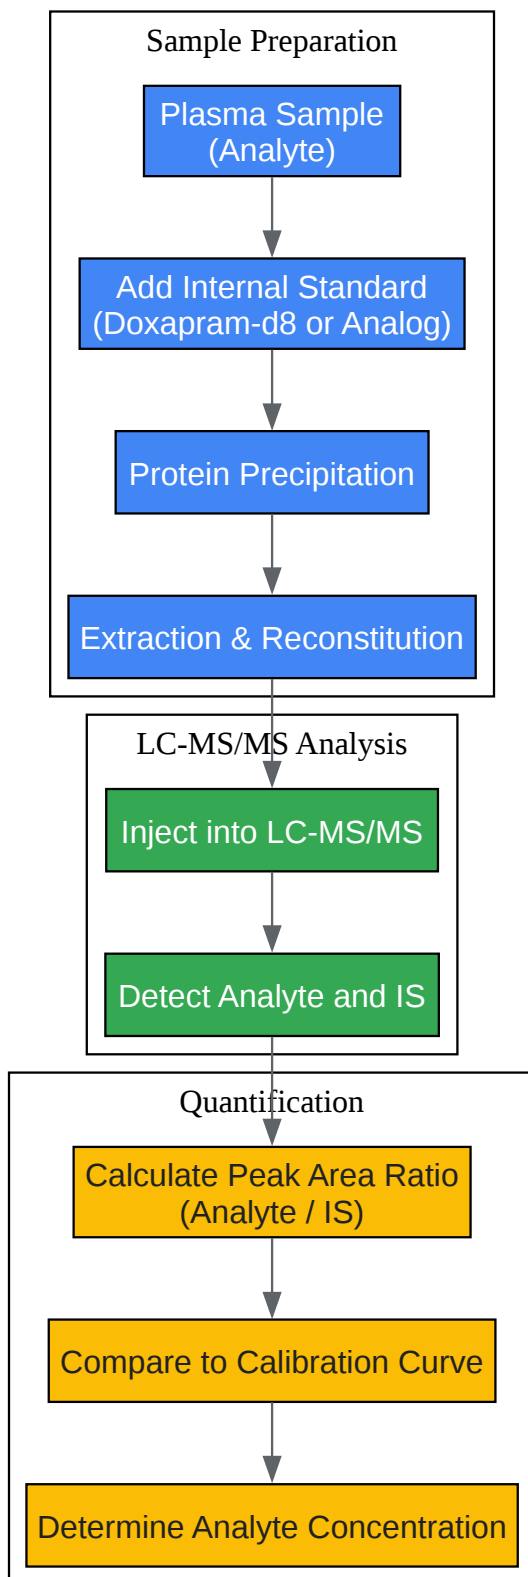 Sample Preparation
Plasma Sample
(Analyte)
Add Internal Standard
(Doxapram-d8 or Analog)
Protein Precipitation
Extraction & Reconstitution
LC-MS/MS Analysis
Inject into LC-MS/MS
Detect Analyte and IS
Quantification
Calculate Peak Area Ratio
(Analyte / IS)
Compare to Calibration Curve
Determine Analyte Concentration